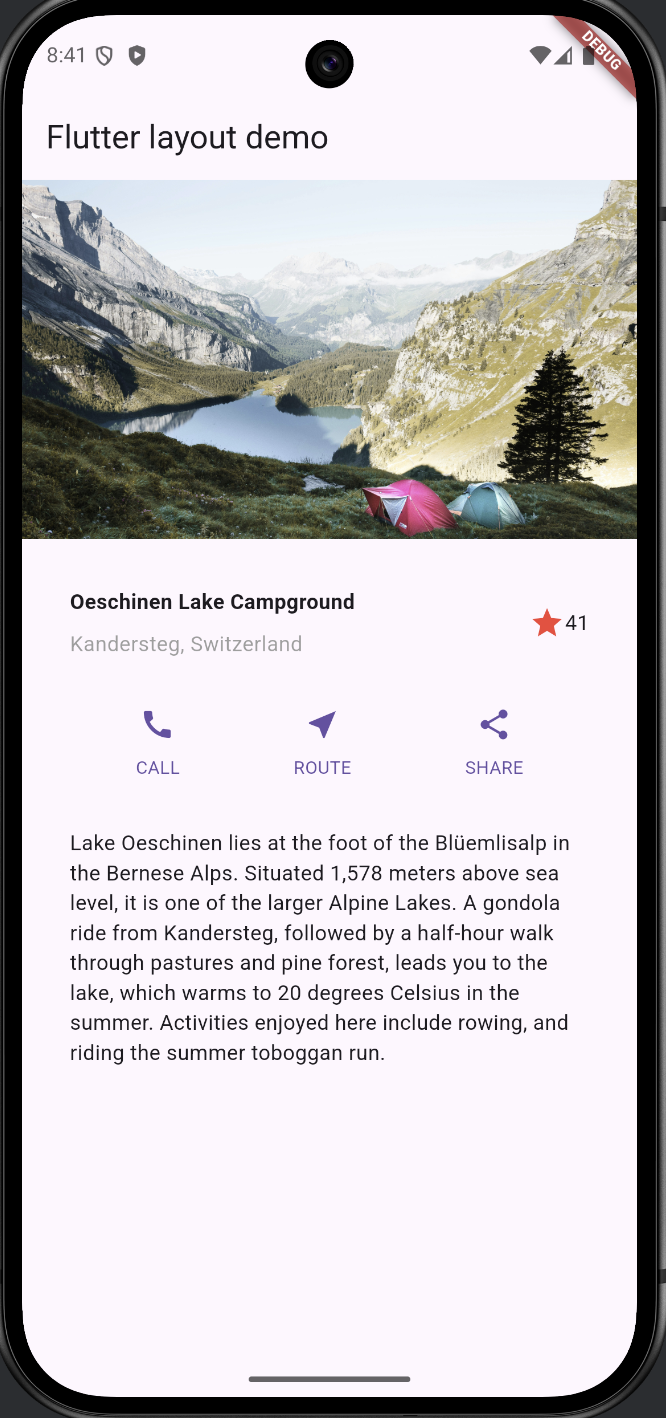 8:41
DEBUG
Flutter layout demo
Oeschinen Lake Campground
Kandersteg, Switzerland
41
CALL ROUTE SHARE
Lake Oeschinen lies at the foot of the Blüemlisalp in
the Bernese Alps. Situated 1,578 meters above sea
level, it is one of the larger Alpine Lakes. A gondola
ride from Kandersteg, followed by a half-hour walk
through pastures and pine forest, leads you to the
lake, which warms to 20 degrees Celsius in the
summer. Activities enjoyed here include rowing, and
riding the summer toboggan run.